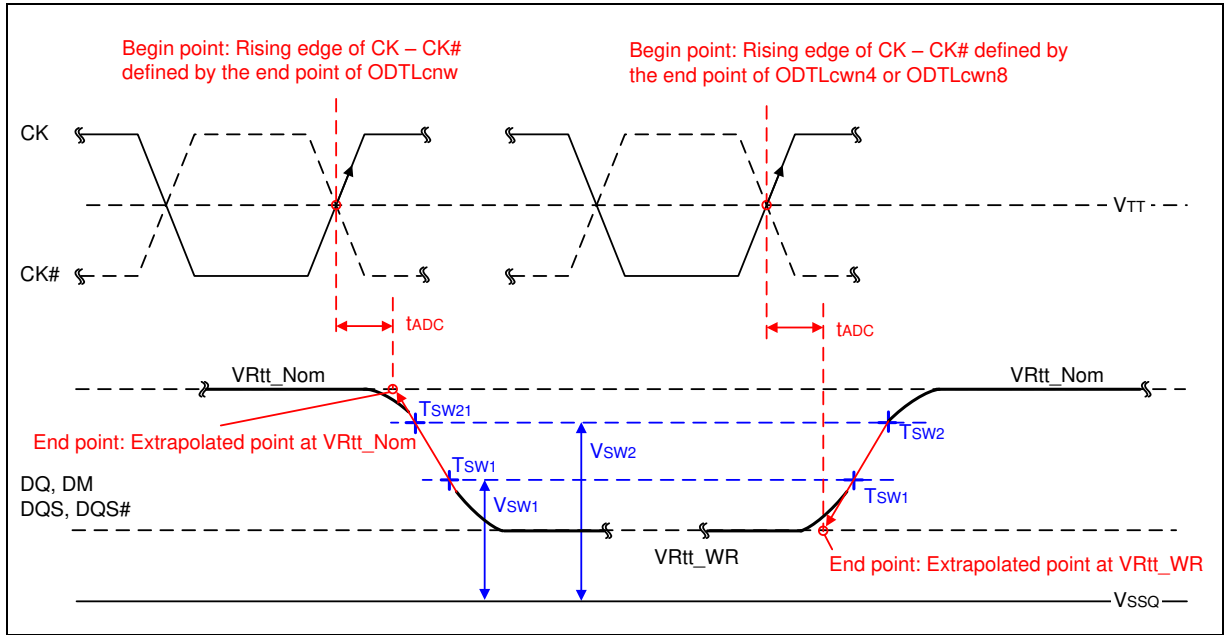 Begin point: Rising edge of CK – CK#
defined by the end point of ODTLcnw
Begin point: Rising edge of CK – CK# defined by
the end point of ODTLcwn4 or ODTLcwn8
CK
VTT
CK#
tADC
tADC
VRtt_Nom
VRtt_Nom
TSW21
TSW2
End point: Extrapolated point at VRtt_Nom
VSW2
TSW1
TSW1
DQ, DM
DQS, DQS#
VSW1
VRtt_WR
End point: Extrapolated point at VRtt_WR
VSSQ